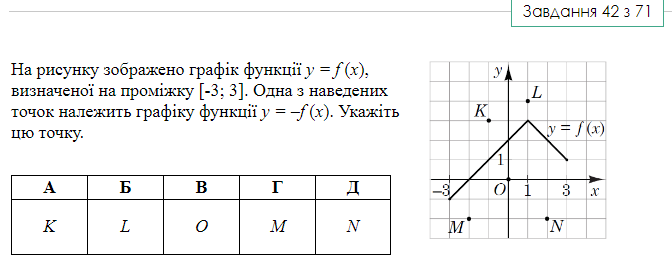 Завдання 42 з 71
На рисунку зображено графік функції y = f (x),
визначеної на проміжку [-3; 3]. Одна з наведених
точок належить графіку функції y = –f (x). Укажіть
цю точку.
А Б В Г Д
K L O M N
y
L
K
y = f (x)
1
–3 O 1 3 x
M N